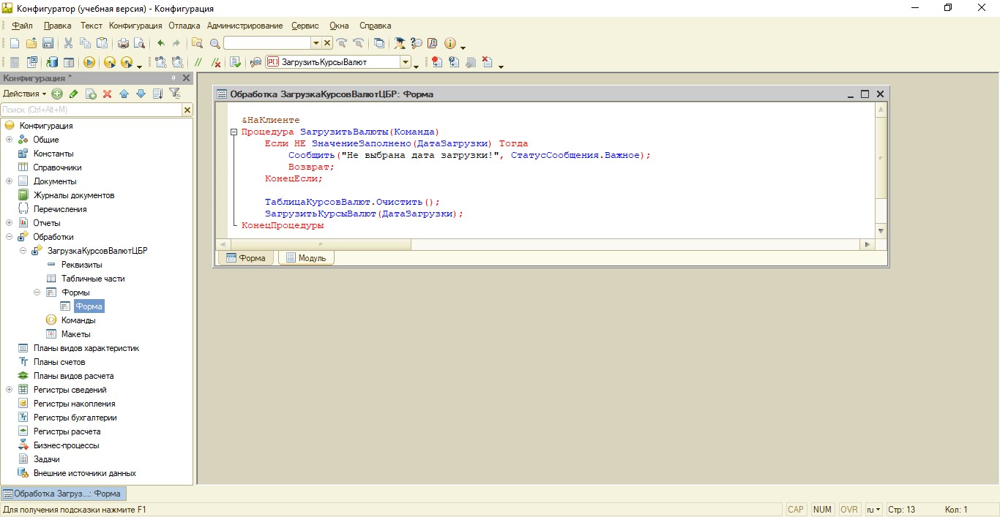 Конфигуратор (учебная версия) - Конфигурация
Файл Правка Текст Конфигурация Отладка Администрирование Сервис Окна Справка
ЗагрузитьКурсыВалют
Конфигурация *
Действия
Поиск (Ctrl+Alt+M)
Конфигурация
Общие
Константы
Справочники
Документы
Журналы документов
Перечисления
Отчеты
Обработки
ЗагрузкаКурсовВалютЦБР
Реквизиты
Табличные части
Формы
Форма
Команды
Макеты
Планы видов характеристик
Планы счетов
Планы видов расчета
Регистры сведений
Регистры накопления
Регистры бухгалтерии
Регистры расчета
Бизнес-процессы
Задачи
Внешние источники данных
Обработка ЗагрузкаКурсовВалютЦБР: Форма
&НаКлиенте
Процедура ЗагрузитьВалюты(Команда)
Если НЕ ЗначениеЗаполнено(ДатаЗагрузки) Тогда
Сообщить("Не выбрана дата загрузки!", СтатусСообщения.Важное);
Возврат;
КонецЕсли;
ТаблицаКурсовВалют.Очистить();
ЗагрузитьКурсыВалют(ДатаЗагрузки);
КонецПроцедуры
Форма Модуль
Обработка Загруз...: Форма
Для получения подсказки нажмите F1 CAP NUM OVR ru Стр: 13 Кол: 1